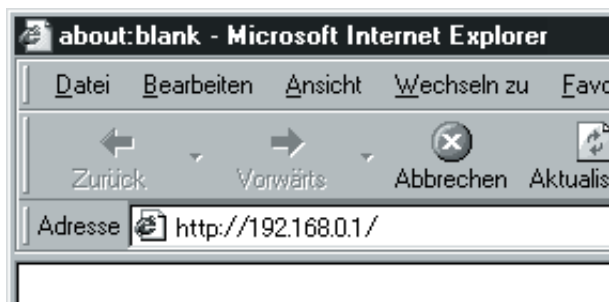 about:blank - Microsoft Internet Explorer
Datei Bearbeiten Ansicht Wechseln zu
Zurück Vorwärts Abbrechen
Adresse http://192.168.0.1/